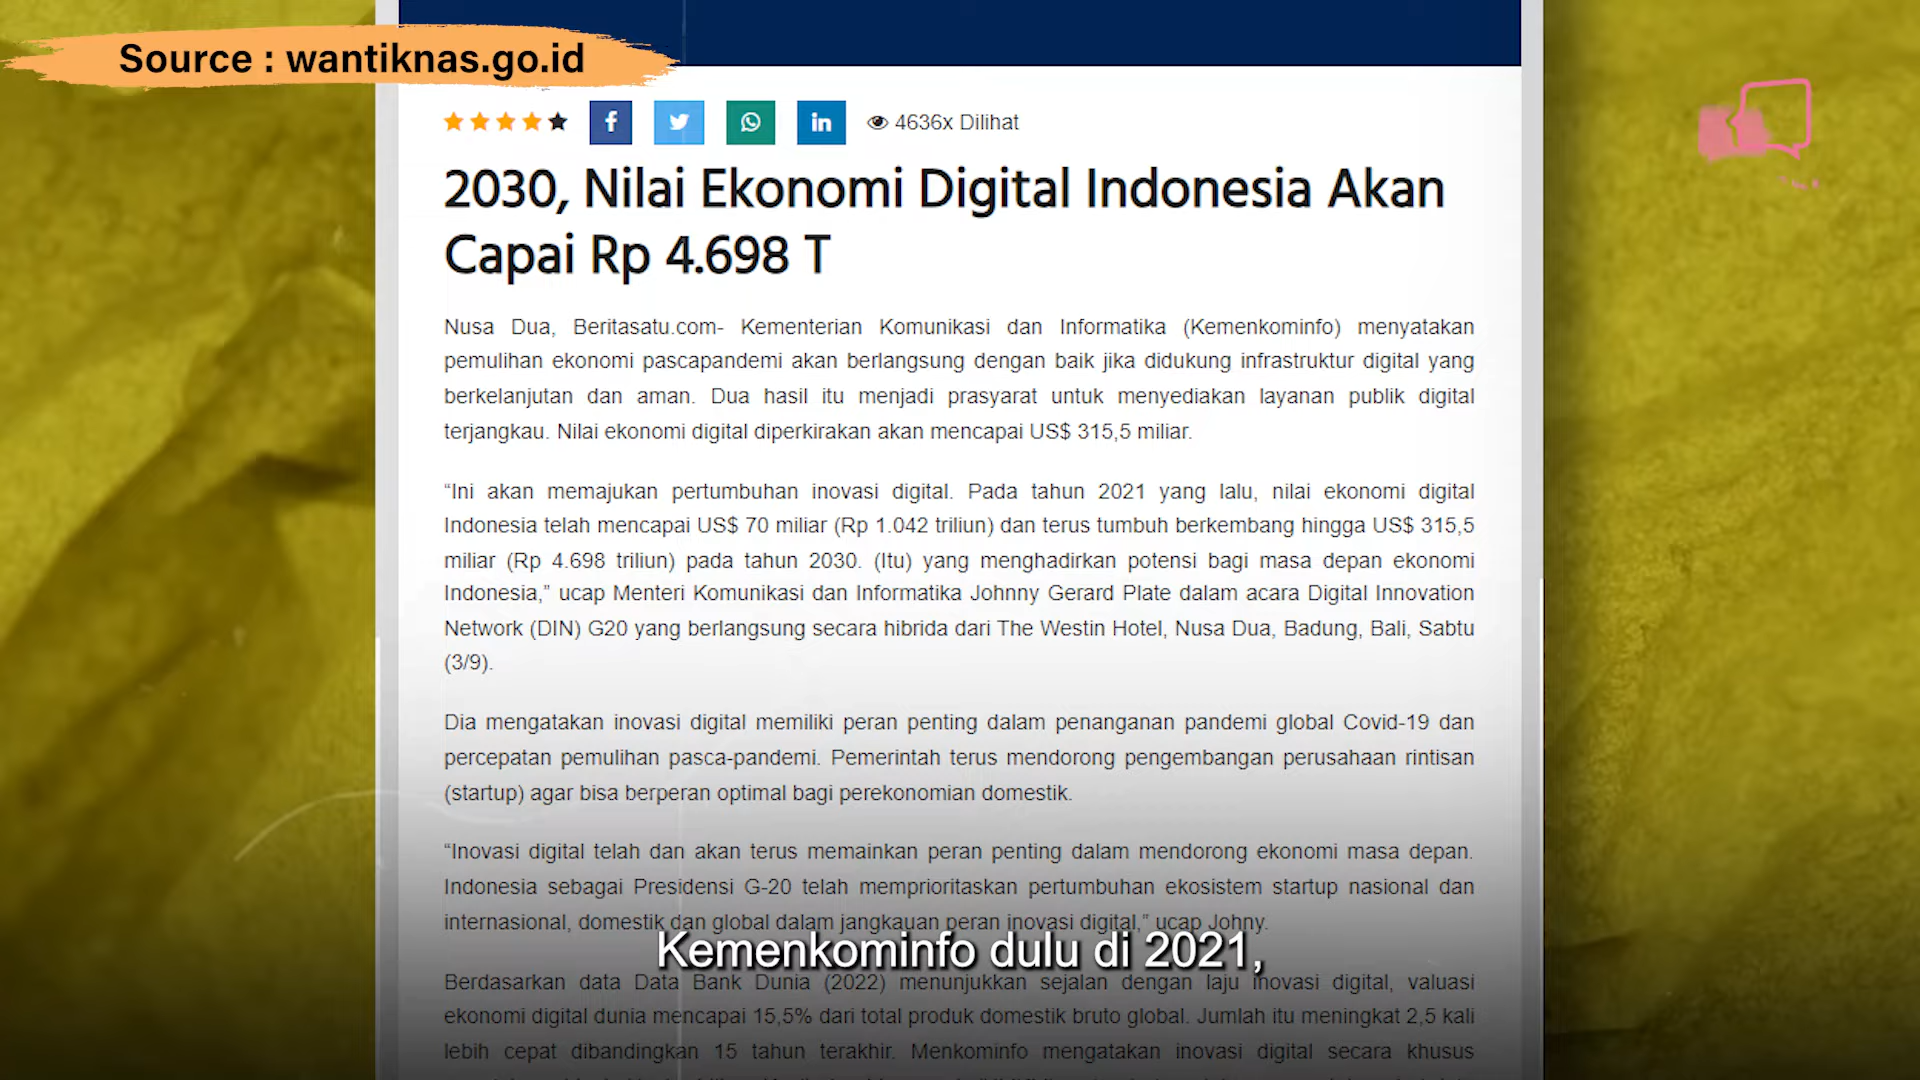 Source : wantiknas.go.id
4636x Dilihat
2030, Nilai Ekonomi Digital Indonesia Akan
Capai Rp 4.698 T
Nusa Dua, Beritasatu.com- Kementerian Komunikasi dan Informatika (Kemenkominfo) menyatakan
pemulihan ekonomi pascapandemi akan berlangsung dengan baik jika didukung infrastruktur digital yang
berkelanjutan dan aman. Dua hasil itu menjadi prasyarat untuk menyediakan layanan publik digital
terjangkau. Nilai ekonomi digital diperkirakan akan mencapai US$ 315,5 miliar.
“Ini akan memajukan pertumbuhan inovasi digital. Pada tahun 2021 yang lalu, nilai ekonomi digital
Indonesia telah mencapai US$ 70 miliar (Rp 1.042 triliun) dan terus tumbuh berkembang hingga US$ 315,5
miliar (Rp 4.698 triliun) pada tahun 2030. (Itu) yang menghadirkan potensi bagi masa depan ekonomi
Indonesia,” ucap Menteri Komunikasi dan Informatika Johnny Gerard Plate dalam acara Digital Innovation
Network (DIN) G20 yang berlangsung secara hibrida dari The Westin Hotel, Nusa Dua, Badung, Bali, Sabtu
(3/9).
Dia mengatakan inovasi digital memiliki peran penting dalam penanganan pandemi global Covid-19 dan
percepatan pemulihan pasca-pandemi. Pemerintah terus mendorong pengembangan perusahaan rintisan
(startup) agar bisa berperan optimal bagi perekonomian domestik.
“Inovasi digital telah dan akan terus memainkan peran penting dalam mendorong ekonomi masa depan.
Indonesia sebagai Presidensi G-20 telah memprioritaskan pertumbuhan ekosistem startup nasional dan
internasional, domestik dan global dalam jangkauan peran inovasi digital,” ucap Johny.
Kemenkominfo dulu di 2021,
Berdasarkan data Data Bank Dunia (2022) menunjukkan sejalan dengan laju inovasi digital, valuasi
ekonomi digital dunia mencapai 15,5% dari total produk domestik bruto global. Jumlah itu meningkat 2,5 kali
lebih cepat dibandingkan 15 tahun terakhir. Menkominfo mengatakan inovasi digital secara khusus